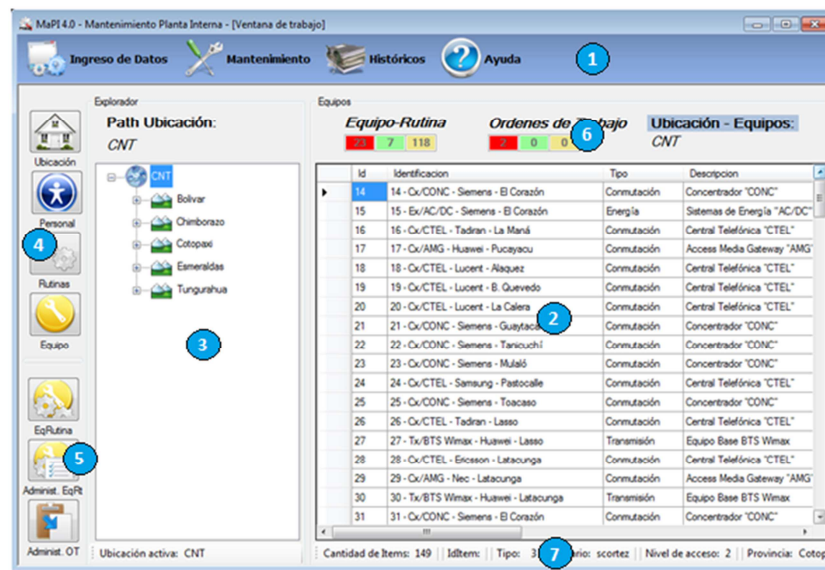 MaPI 4.0 - Mantenimiento Planta Interna - [Ventana de trabajo]
Ingreso de Datos Mantenimiento Históricos Ayuda 1
Explorador
Path Ubicación:
CNT
Ubicación
Personal
4
Rutinas
Equipo
EqRutina
5
Administ. EqRt
Administ. OT
CNT
Bolivar
Chimborazo
Cotopaxi
Esmeraldas
Tungurahua
3
Ubicación activa: CNT
Equipos
Equipo-Rutina Ordenes de Trabajo Ubicación - Equipos:
23 7 118 2 0 0 6 CNT
Id Identificacion Tipo Descripcion
14 14 - Cx/CONC - Siemens - El Corazón Conmutación Concentrador "CONC"
15 15 - Ex/AC/DC - Siemens - El Corazón Energía Sistemas de Energía "AC/DC"
16 16 - Cx/CTEL - Tadiran - La Maná Conmutación Central Telefónica "CTEL"
17 17 - Cx/AMG - Huawei - Pucayacu Conmutación Access Media Gateway "AMG"
18 18 - Cx/CTEL - Lucent - Alaquez Conmutación Central Telefónica "CTEL"
19 19 - Cx/CTEL - Lucent - B. Quevedo Conmutación Central Telefónica "CTEL"
20 20 - Cx/CTEL - Lucent - La Calera Conmutación Central Telefónica "CTEL"
21 21 - Cx/CONC - Siemens - Guaytaca 2 Conmutación Concentrador "CONC"
22 22 - Cx/CONC - Siemens - Tanicuchí Conmutación Concentrador "CONC"
23 23 - Cx/CONC - Siemens - Mulaló Conmutación Concentrador "CONC"
24 24 - Cx/CTEL - Samsung - Pastocalle Conmutación Central Telefónica "CTEL"
25 25 - Cx/CONC - Siemens - Toacaso Conmutación Concentrador "CONC"
26 26 - Cx/CTEL - Tadiran - Lasso Conmutación Central Telefónica "CTEL"
27 27 - Tx/BTS Wimax - Huawei - Lasso Transmisión Equipo Base BTS Wimax
28 28 - Cx/CTEL - Ericsson - Latacunga Conmutación Central Telefónica "CTEL"
29 29 - Cx/AMG - Nec - Latacunga Conmutación Access Media Gateway "AMG"
30 30 - Tx/BTS Wimax - Huawei - Latacunga Transmisión Equipo Base BTS Wimax
31 31 - Cx/CONC - Siemens - El Corazón Conmutación Concentrador "CONC"
Cantidad de Items: 149 || IdItem: || Tipo: 3 7 ario: scortez || Nivel de acceso: 2 || Provincia: Cotop